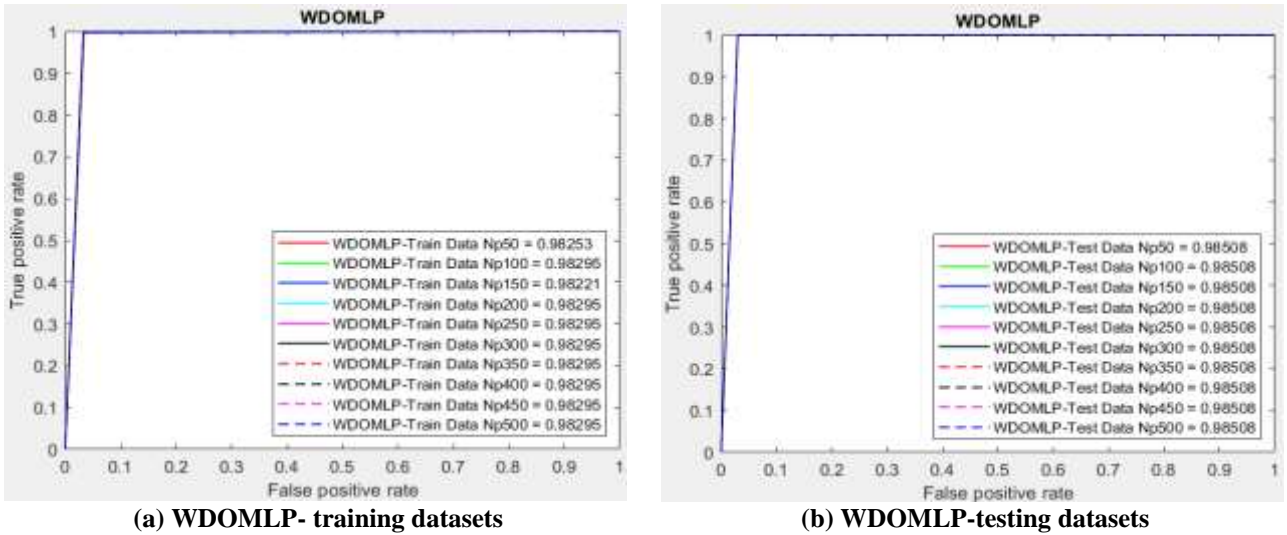 WDOMLP
1
0.9
0.8
0.7
0.6
0.5
0.4
0.3
0.2
0.1
0
True positive rate
WDOMLP-Train Data Np50 = 0.98253
WDOMLP-Train Data Np100 = 0.98295
WDOMLP-Train Data Np150 = 0.98221
WDOMLP-Train Data Np200 = 0.98295
WDOMLP-Train Data Np250 = 0.98295
WDOMLP-Train Data Np300 = 0.98295
WDOMLP-Train Data Np350 = 0.98295
WDOMLP-Train Data Np400 = 0.98295
WDOMLP-Train Data Np450 = 0.98295
WDOMLP-Train Data Np500 = 0.98295
0 0.1 0.2 0.3 0.4 0.5 0.6 0.7 0.8 0.9 1
False positive rate
(a) WDOMLP- training datasets
WDOMLP
1
0.9
0.8
0.7
0.6
0.5
0.4
0.3
0.2
0.1
0
True positive rate
WDOMLP-Test Data Np50 = 0.98508
WDOMLP-Test Data Np100 = 0.98508
WDOMLP-Test Data Np150 = 0.98508
WDOMLP-Test Data Np200 = 0.98508
WDOMLP-Test Data Np250 = 0.98508
WDOMLP-Test Data Np300 = 0.98508
WDOMLP-Test Data Np350 = 0.98508
WDOMLP-Test Data Np400 = 0.98508
WDOMLP-Test Data Np450 = 0.98508
WDOMLP-Test Data Np500 = 0.98508
0 0.1 0.2 0.3 0.4 0.5 0.6 0.7 0.8 0.9 1
False positive rate
(b) WDOMLP-testing datasets